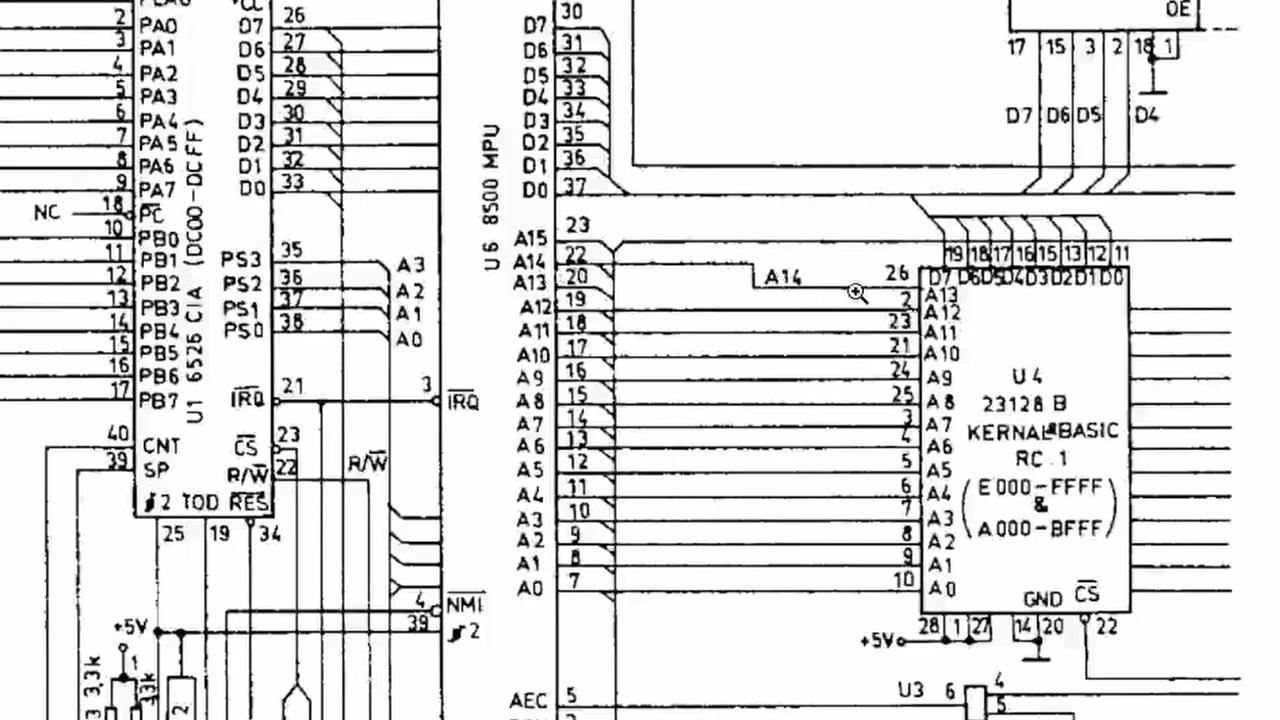 2 PA0
3 PA1
4 PA2
5 PA3
6 PA4
7 PA5
8 PA6
9 PA7
NC 18 PC
10 PB0
11 PB1
12 PB2
13 PB3
14 PB4
15 PB5
16 PB6
17 PB7
40 CNT
39 SP
U1 6526 CIA (DC00-DCFF)
D7 26
D6 27
D5 28
D4 29
D3 30
D2 31
D1 32
D0 33
PS3 35 A3
PS2 36 A2
PS1 37 A1
PS0 38 A0
IRQ 21
CS 23
R/W 22 R/W
2 TOD RES
25 19 34
+5V
1
3,3k
U6 8500 MPU
3 IRQ
4 NMI
39 2
D7 30
D6 31
D5 32
D4 33
D3 34
D2 35
D1 36
D0 37
A15 23
A14 22
A13 20
A12 19
A11 18
A10 17
A9 16
A8 15
A7 14
A6 13
A5 12
A4 11
A3 10
A2 9
A1 8
A0 7
AEC 5
OE
17 15 3 2 18 1
D7 D6 D5 D4
19 18 17 16 15 13 12 11
D7 D6 D5 D4 D3 D2 D1 D0
A14 26 A13
2 A12
23 A11
21 A10
24 A9
25 A8
3 A7
4 A6
5 A5
6 A4
7 A3
8 A2
9 A1
10 A0
U4
23128 B
KERNAL&BASIC
RC.1
(E000-FFFF
&
A000-BFFF)
GND CS
+5V 28 1 27 14 20 22
U3 6 4
5